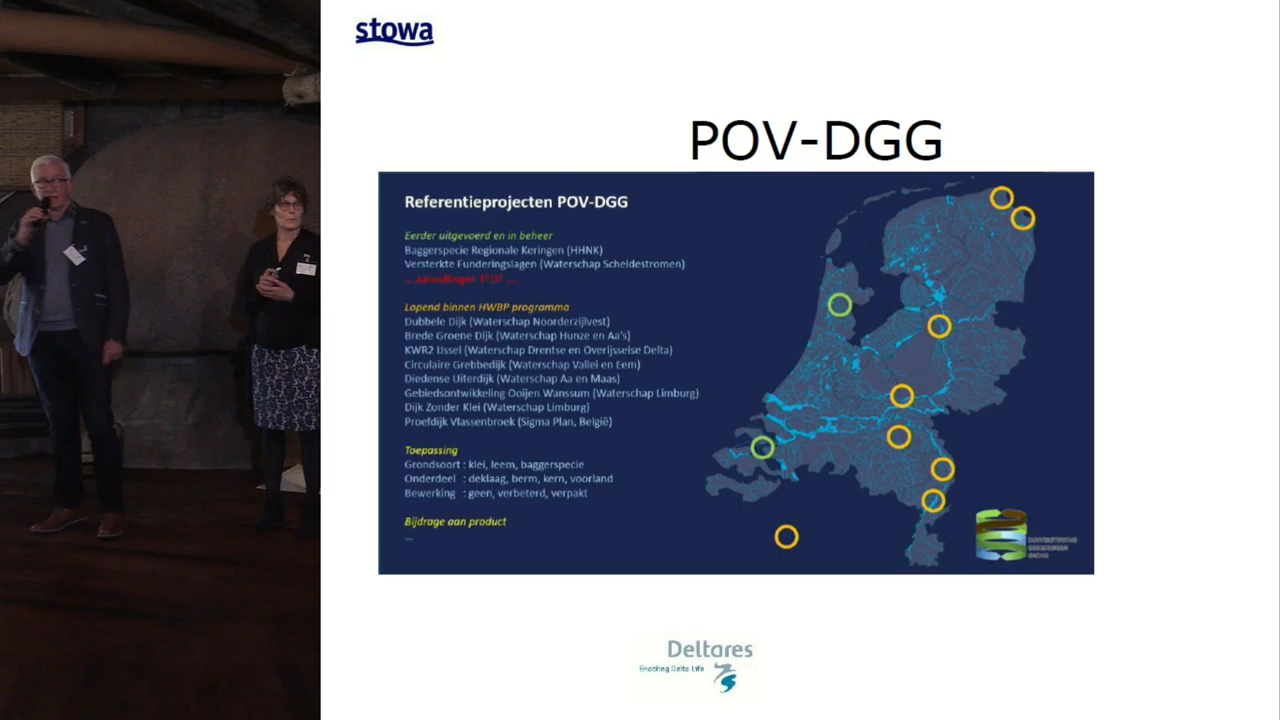 stowa
POV-DGG
Referentieprojecten POV-DGG
Eerder uitgevoerd en in beheer
Baggerspecie Regionale Keringen (HHNK)
Versterkte Funderingslagen (Waterschap Scheldestromen)
... aanvullingen
Lopend binnen HWBP programma
Dubbele Dijk (Waterschap Noorderzijlvest)
Brede Groene Dijk (Waterschap Hunze en Aa's)
KWR2 IJssel (Waterschap Drentse en Overijsselse Delta)
Circulaire Grebbedijk (Waterschap Vallei en Eem)
Diedense Uiterdijk (Waterschap Aa en Maas)
Gebiedsontwikkeling Ooijen Wanssum (Waterschap Limburg)
Dijk Zonder Klei (Waterschap Limburg)
Proefdijk Vlassenbroek (Sigma Plan, België)
Toepassing
Grondsoort : klei, leem, baggerspecie
Onderdeel : deklaag, berm, kern, voorland
Bewerking : geen, verbeterd, verpakt
Bijdrage aan product
...
Deltares
Enabling Delta Life